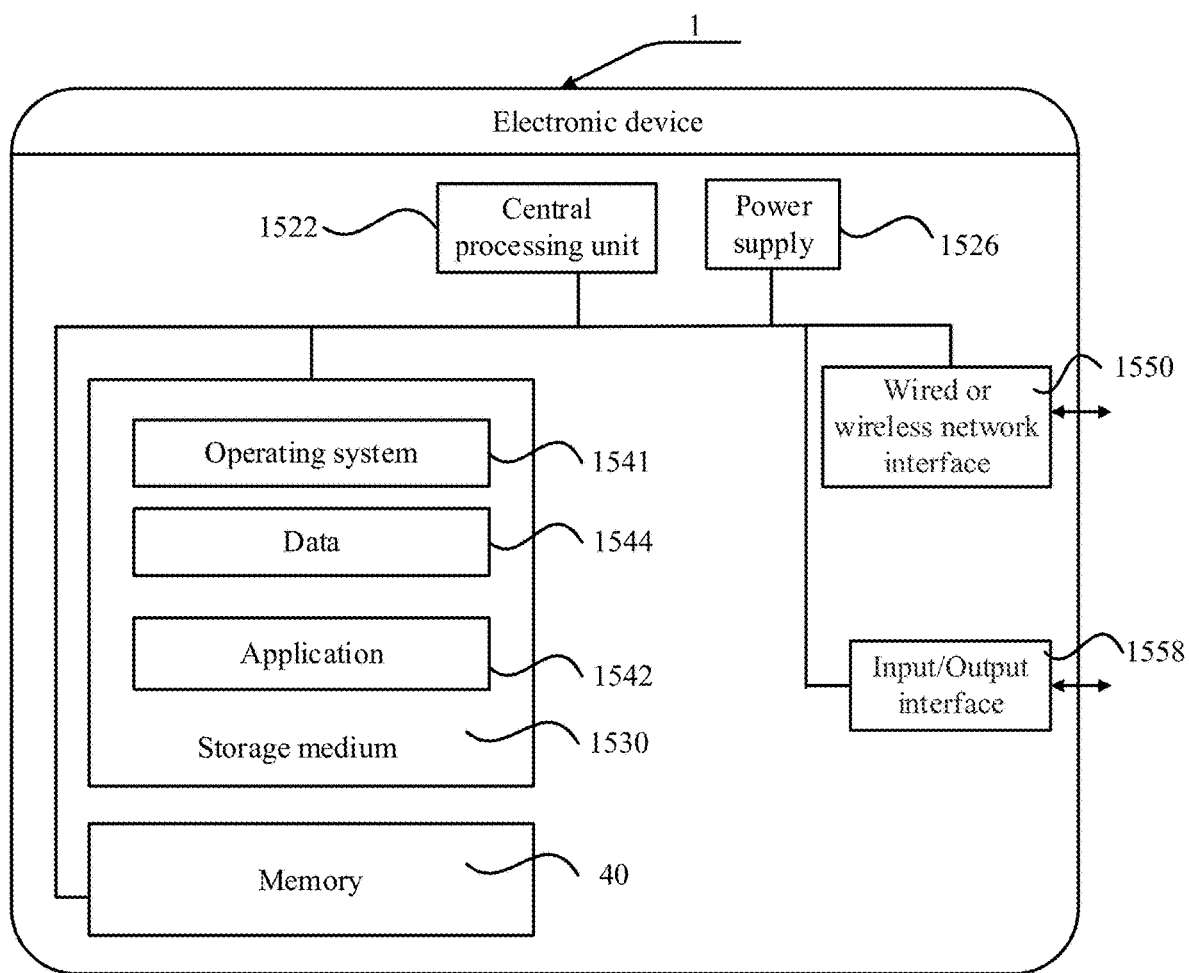 1
Electronic device
1522
Central
processing unit
Power
supply
1526
Wired or
wireless network
interface
1550
Operating system
1541
Data
1544
Application
1542
Storage medium
1530
Input/Output
interface
1558
Memory
40